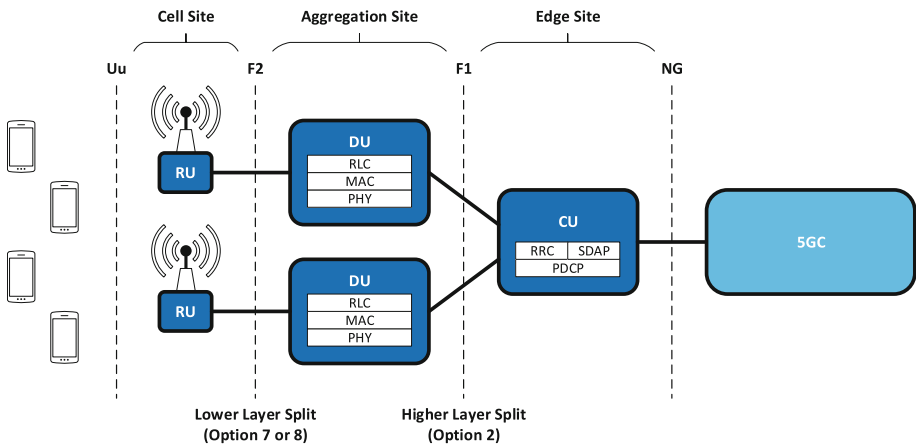 Cell Site
Aggregation Site
Edge Site
Uu
F2
F1
NG
RU
DU
RLC
MAC
PHY
RU
DU
RLC
MAC
PHY
CU
RRC SDAP
PDCP
5GC
Lower Layer Split
(Option 7 or 8)
Higher Layer Split
(Option 2)